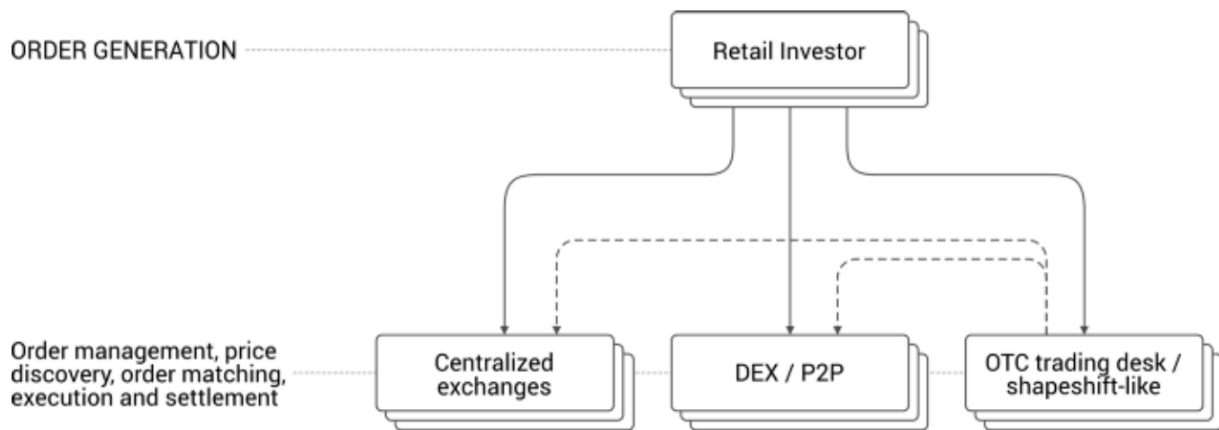 ORDER GENERATION
Retail Investor
Order management, price
discovery, order matching,
execution and settlement
Centralized
exchanges
DEX / P2P
OTC trading desk /
shapeshift-like